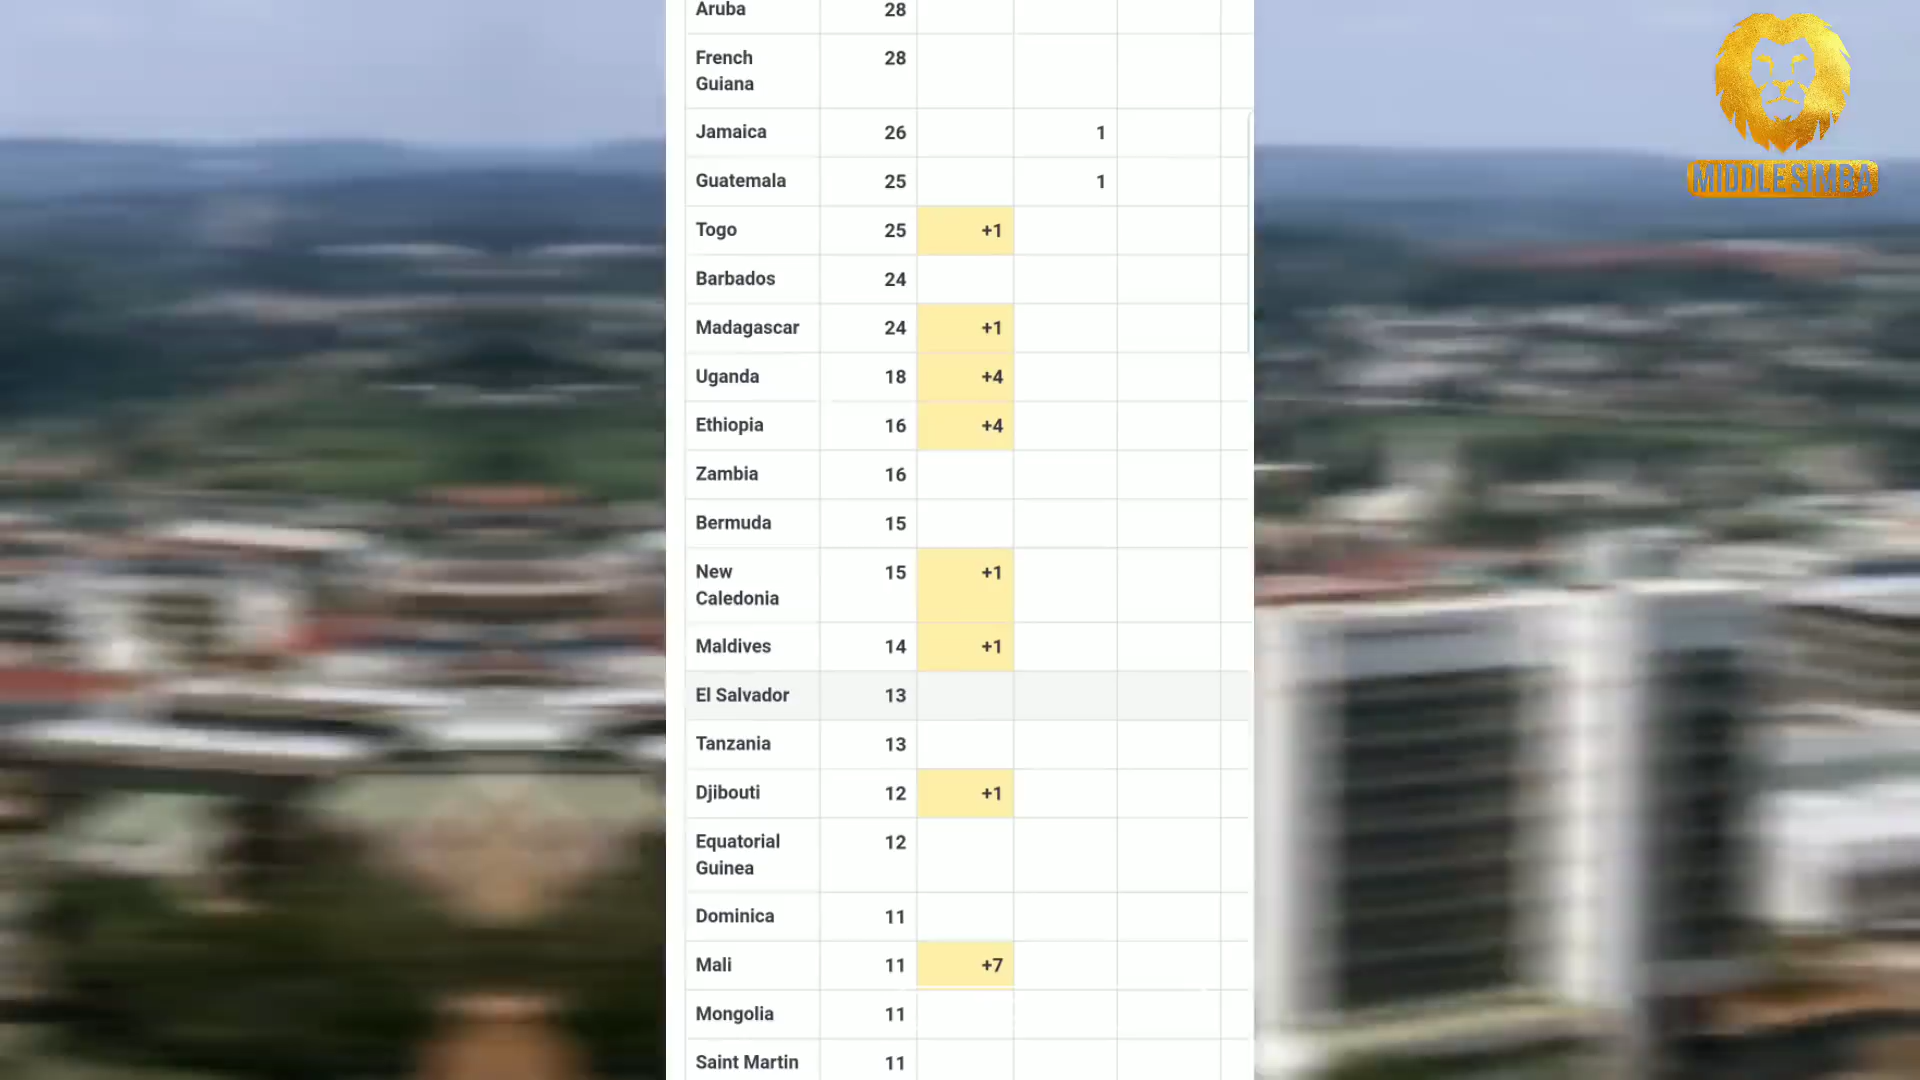 Aruba 28
French 28
Guiana
Jamaica 26 1
Guatemala 25 1
Togo 25 +1
Barbados 24
Madagascar 24 +1
Uganda 18 +4
Ethiopia 16 +4
Zambia 16
Bermuda 15
New 15 +1
Caledonia
Maldives 14 +1
El Salvador 13
Tanzania 13
Djibouti 12 +1
Equatorial 12
Guinea
Dominica 11
Mali 11 +7
Mongolia 11
Saint Martin 11
MIDDLE SIMBA